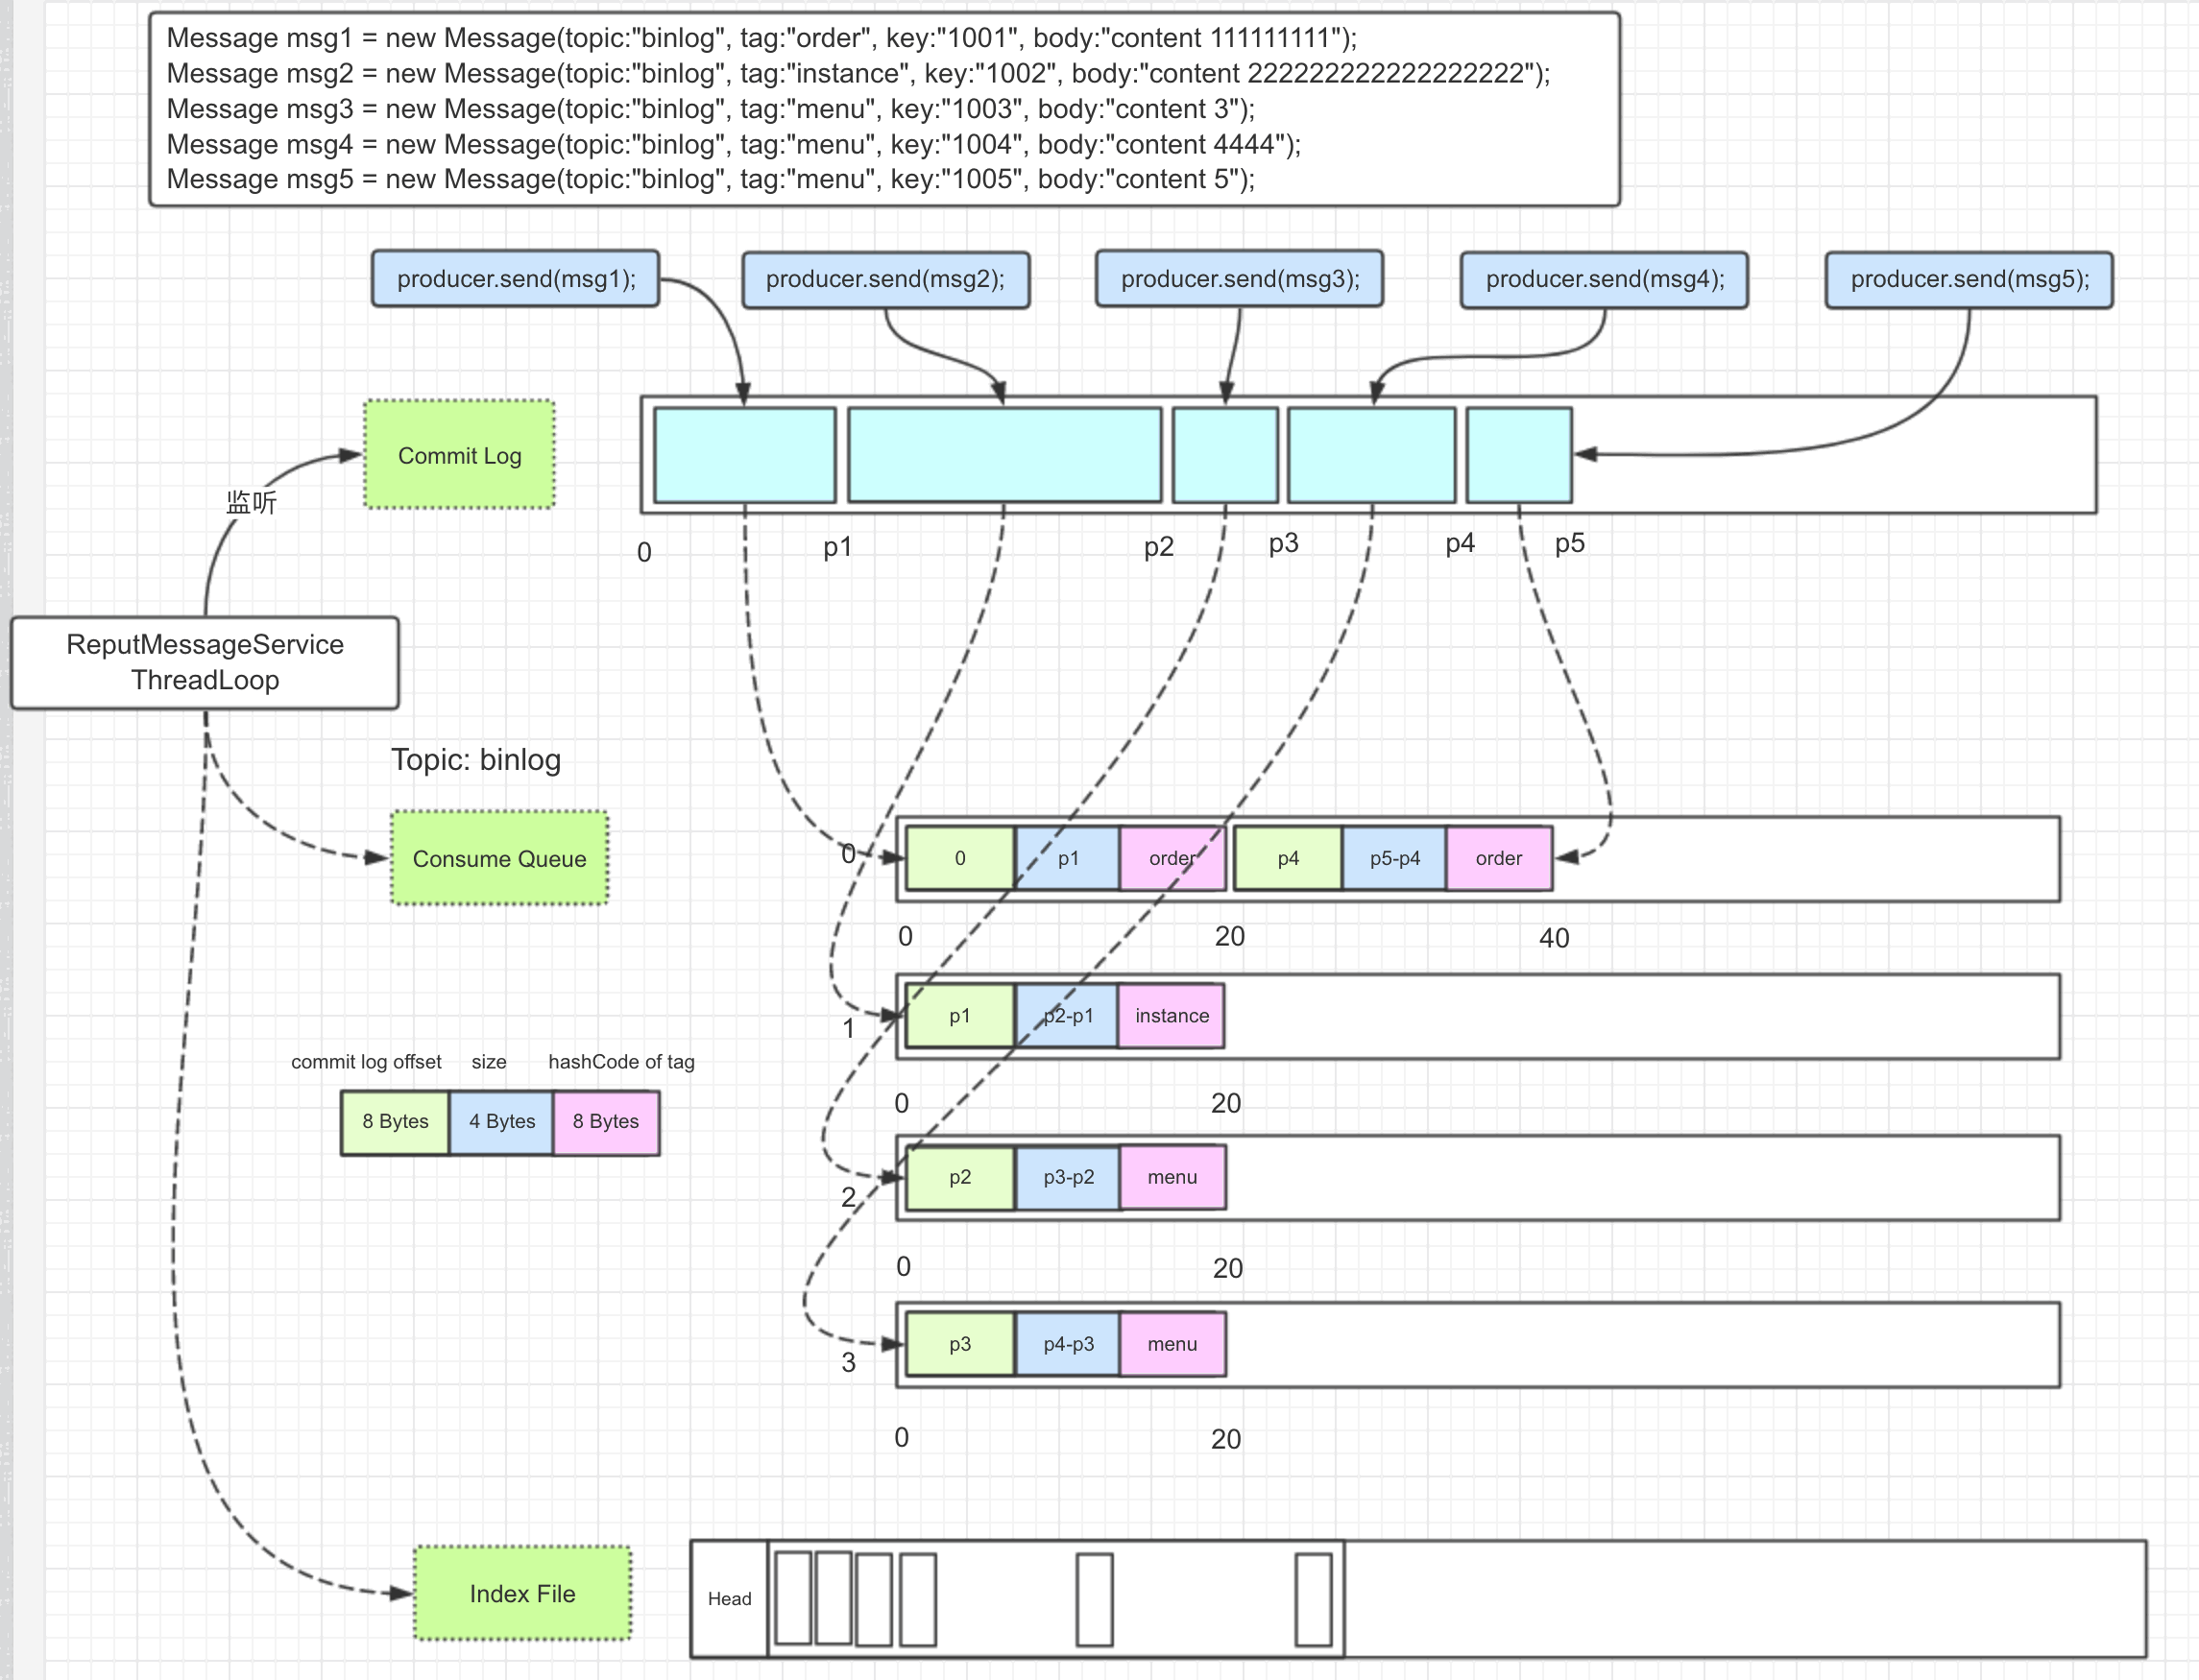 Message msg1 = new Message(topic:"binlog", tag:"order", key:"1001", body:"content 111111111");
Message msg2 = new Message(topic:"binlog", tag:"instance", key:"1002", body:"content 222222222222222222");
Message msg3 = new Message(topic:"binlog", tag:"menu", key:"1003", body:"content 3");
Message msg4 = new Message(topic:"binlog", tag:"menu", key:"1004", body:"content 4444");
Message msg5 = new Message(topic:"binlog", tag:"menu", key:"1005", body:"content 5");
producer.send(msg1);
producer.send(msg2);
producer.send(msg3);
producer.send(msg4);
producer.send(msg5);
Commit Log
监听
0
p1
p2
p3
p4
p5
ReputMessageService
ThreadLoop
Topic: binlog
Consume Queue
0
0
p1
order
p4
p5-p4
order
0
20
40
1
p1
p2-p1
instance
0
20
commit log offset
size
hashCode of tag
8 Bytes
4 Bytes
8 Bytes
2
p2
p3-p2
menu
0
20
3
p3
p4-p3
menu
0
20
Index File
Head